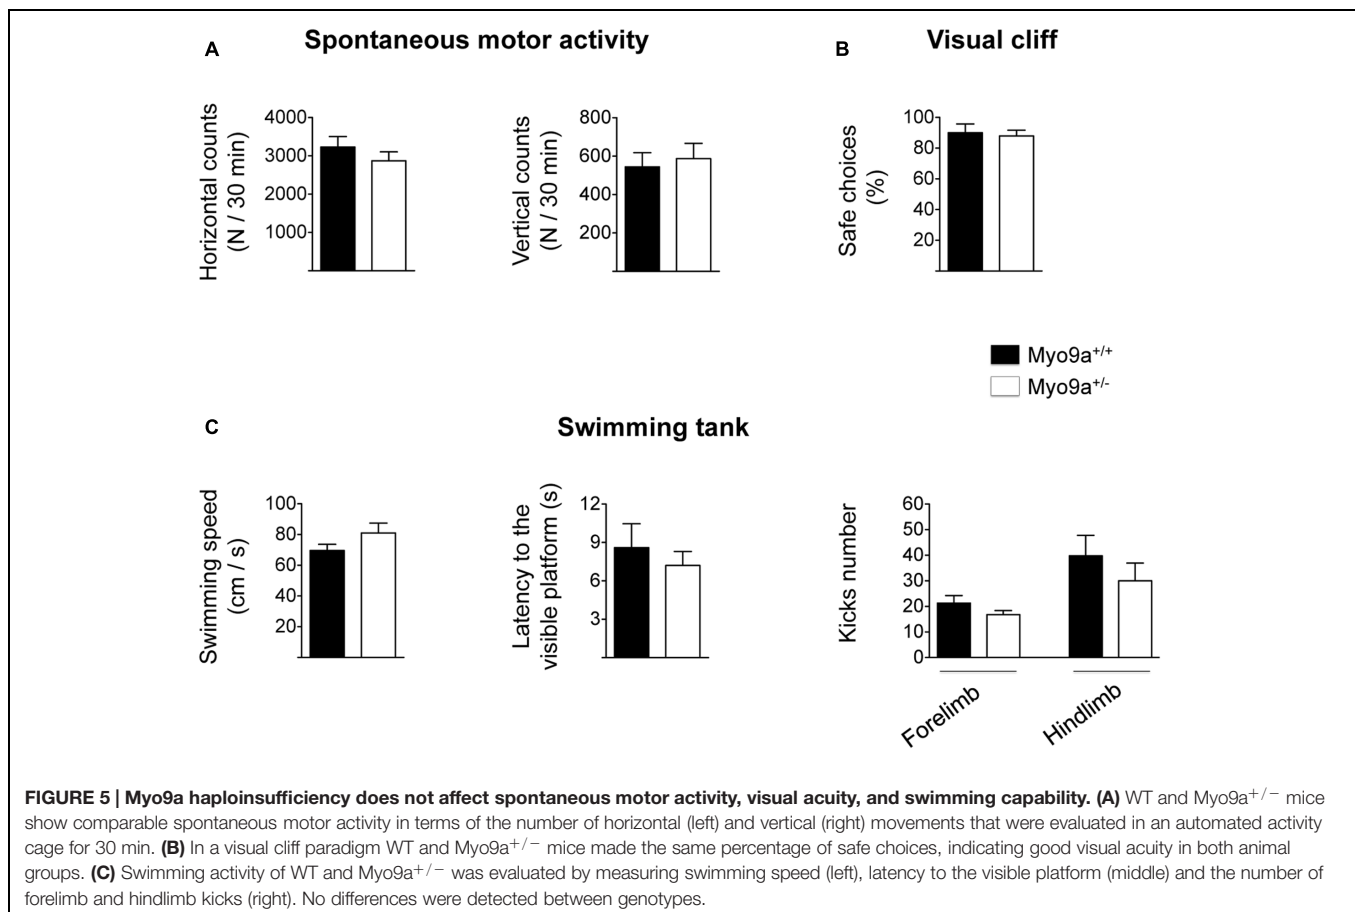 A
Spontaneous motor activity
B
Visual cliff
Horizontal counts
(N / 30 min)
4000
3000
2000
1000
Vertical counts
(N / 30 min)
800
600
400
200
Safe choices
(%)
100
80
60
40
20
Myo9a+/+
Myo9a+/-
C
Swimming tank
Swimming speed
(cm / s)
100
80
60
40
20
Latency to the
visible platform (s)
12
9
6
3
Kicks number
60
50
40
30
20
10
0
Forelimb
Hindlimb
FIGURE 5 | Myo9a haploinsufficiency does not affect spontaneous motor activity, visual acuity, and swimming capability. (A) WT and Myo9a+/− mice
show comparable spontaneous motor activity in terms of the number of horizontal (left) and vertical (right) movements that were evaluated in an automated activity
cage for 30 min. (B) In a visual cliff paradigm WT and Myo9a+/− mice made the same percentage of safe choices, indicating good visual acuity in both animal
groups. (C) Swimming activity of WT and Myo9a+/− was evaluated by measuring swimming speed (left), latency to the visible platform (middle) and the number of
forelimb and hindlimb kicks (right). No differences were detected between genotypes.